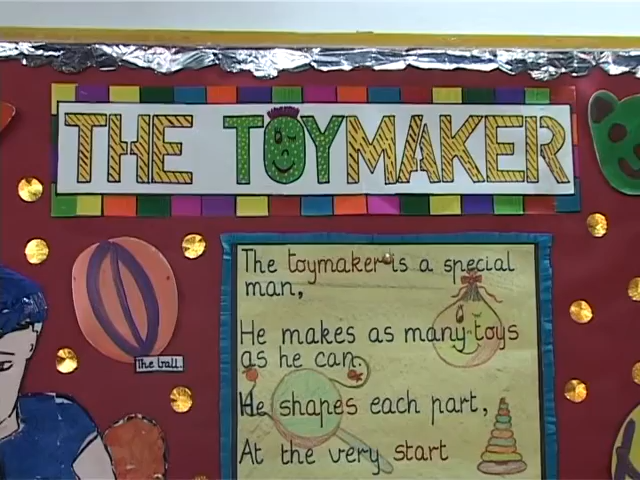 THE TOYMAKER
The toymaker is a special
man,
He makes as many toys
as he can.
He shapes each part,
At the very start
The ball.